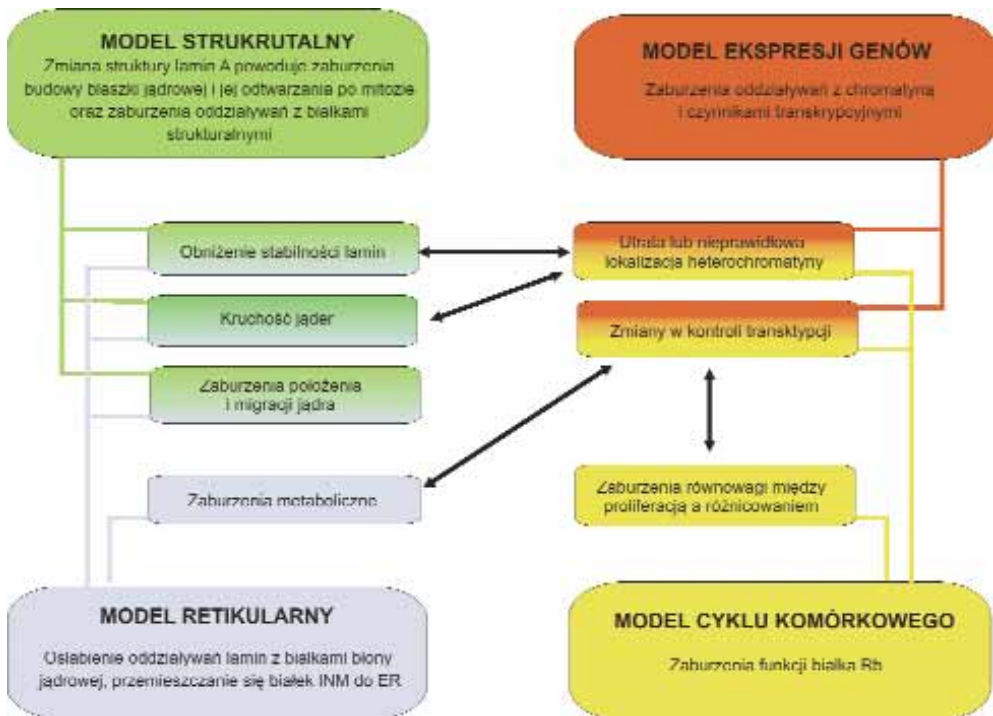 MODEL STRUKRUTALNY
Zmiana struktury lamin A powoduje zaburzenia
budowy blaszki jądrowej i jej odtwarzania po mitozie
oraz zaburzenia oddziaływań z białkami
strukturalnymi
MODEL EKSPRESJI GENÓW
Zaburzenia oddziaływań z chromatyną
i czynnikami transkrypcyjnymi
Obniżenie stabilności lamin
Utrata lub nieprawidłowa
lokalizacja heterochromatyny
Kruchość jąder
Zmiany w kontroli transktypcji
Zaburzenia położenia
i migracji jądra
Zaburzenia metaboliczne
Zaburzenia równowagi między
proliferacją a różnicowaniem
MODEL RETIKULARNY
Osłabienie oddziaływań lamin z białkami błony
jądrowej, przemieszczanie się białek INM do ER
MODEL CYKLU KOMÓRKOWEGO
Zaburzenia funkcji białka Rb